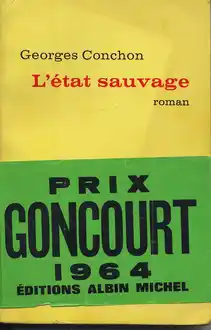 Georges Conchon
L'état sauvage
roman
PRIX
GONCOURT
1964
ÉDITIONS ALBIN MICHEL